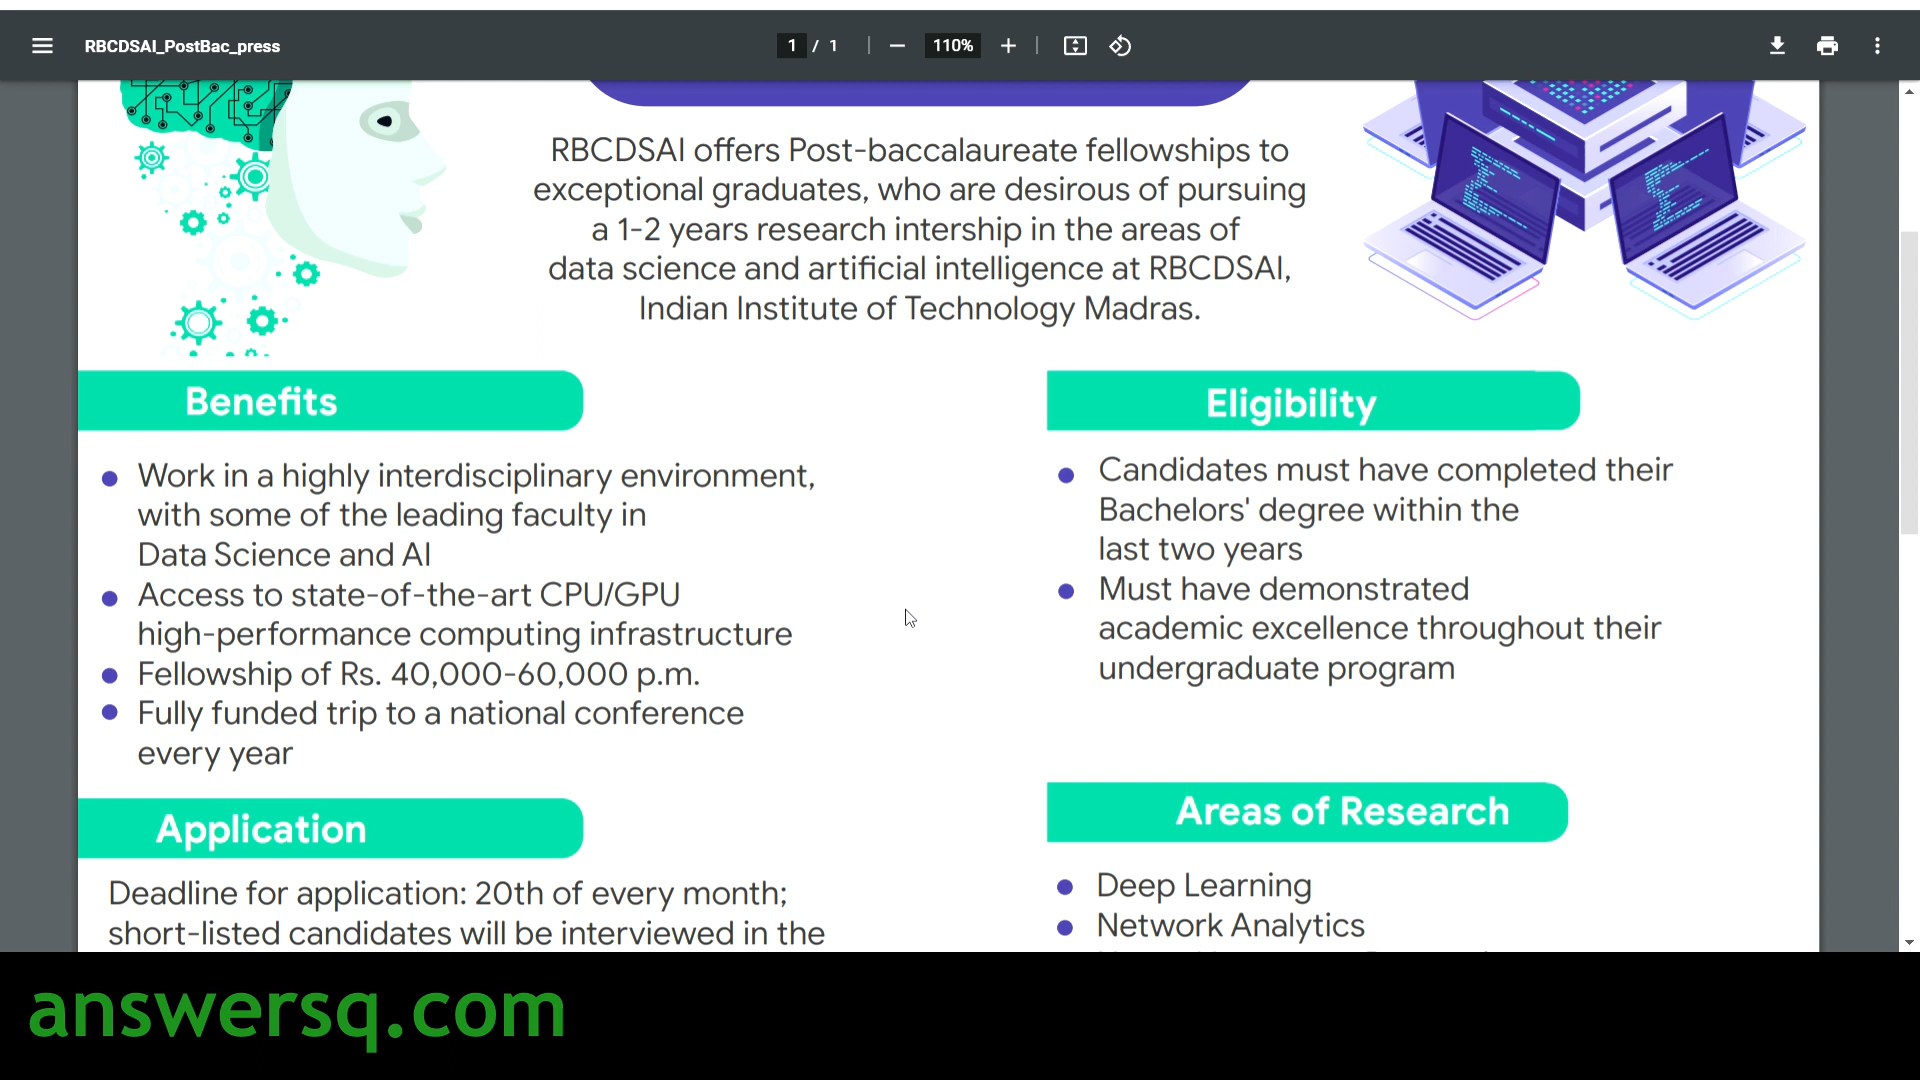 RBCDSAI_PostBac_press
1 / 1
110%
RBCDSAI offers Post-baccalaureate fellowships to
exceptional graduates, who are desirous of pursuing
a 1-2 years research intership in the areas of
data science and artificial intelligence at RBCDSAI,
Indian Institute of Technology Madras.
Benefits
Work in a highly interdisciplinary environment,
with some of the leading faculty in
Data Science and AI
Access to state-of-the-art CPU/GPU
high-performance computing infrastructure
Fellowship of Rs. 40,000-60,000 p.m.
Fully funded trip to a national conference
every year
Application
Deadline for application: 20th of every month;
short-listed candidates will be interviewed in the
Eligibility
Candidates must have completed their
Bachelors' degree within the
last two years
Must have demonstrated
academic excellence throughout their
undergraduate program
Areas of Research
Deep Learning
Network Analytics
answersq.com